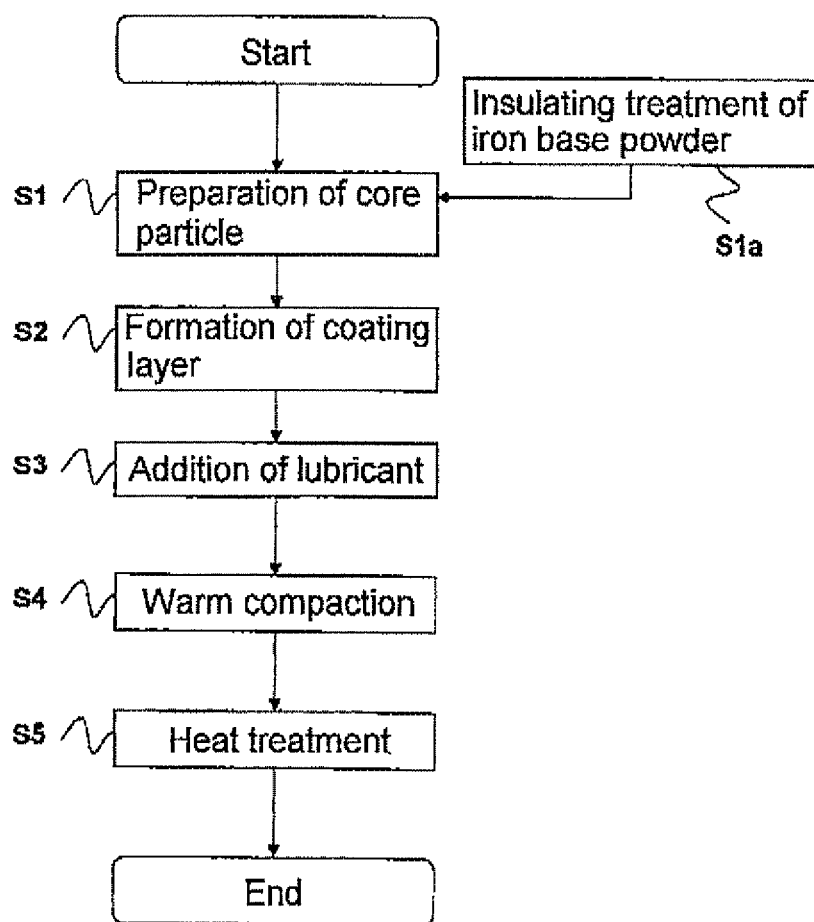 Start
Insulating treatment of
iron base powder
S1a
S1
Preparation of core
particle
S2
Formation of coating
layer
S3
Addition of lubricant
S4
Warm compaction
S5
Heat treatment
End